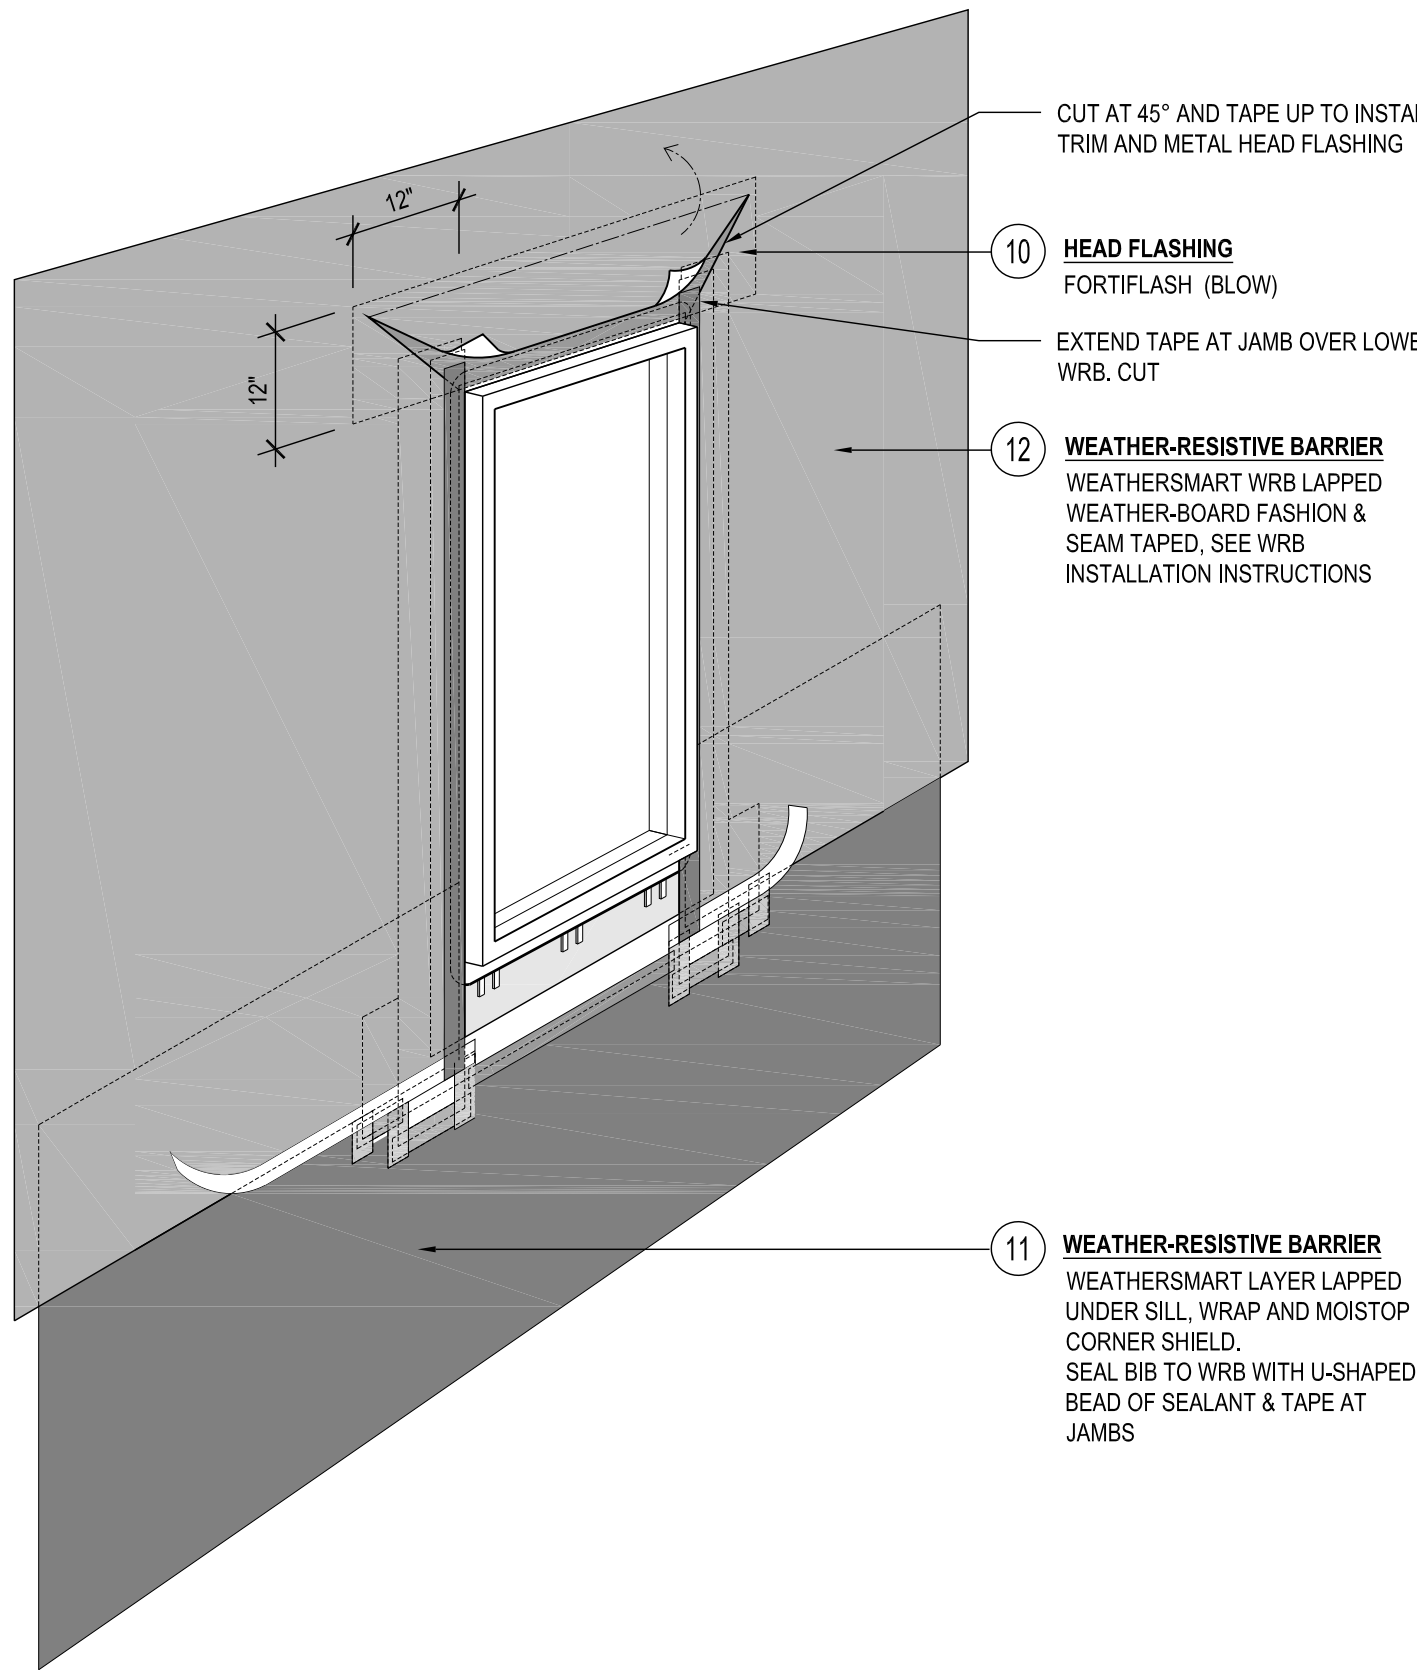 CUT AT 45° AND TAPE UP TO INSTAL
TRIM AND METAL HEAD FLASHING
12"
10 HEAD FLASHING
FORTIFLASH (BLOW)
EXTEND TAPE AT JAMB OVER LOWE
WRB. CUT
12"
12 WEATHER-RESISTIVE BARRIER
WEATHERSMART WRB LAPPED
WEATHER-BOARD FASHION &
SEAM TAPED, SEE WRB
INSTALLATION INSTRUCTIONS
11 WEATHER-RESISTIVE BARRIER
WEATHERSMART LAYER LAPPED
UNDER SILL, WRAP AND MOISTOP
CORNER SHIELD.
SEAL BIB TO WRB WITH U-SHAPED
BEAD OF SEALANT & TAPE AT
JAMBS